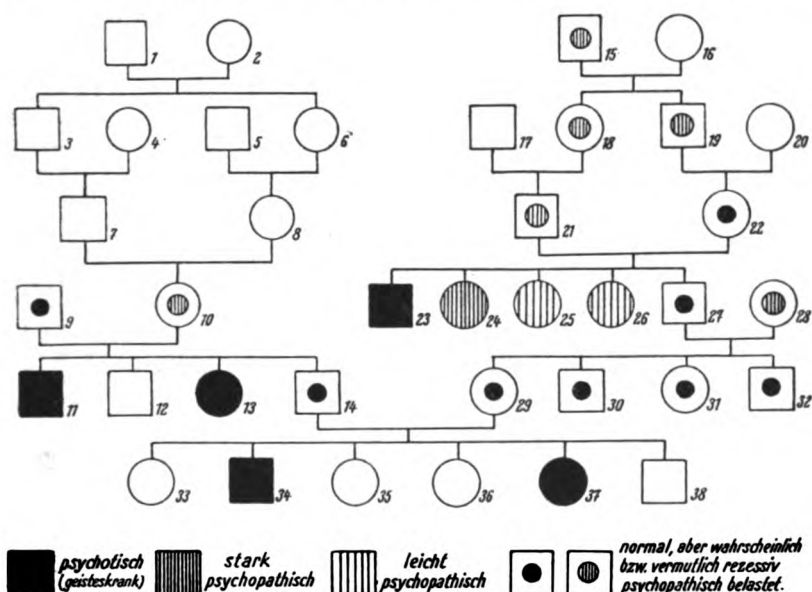 1 2 15 16
3 4 5 6 17 18 19 20
7 8 21 22
9 10 23 24 25 26 27 28
11 12 13 14 29 30 31 32
33 34 35 36 37 38
psychotisch (geisteskrank)
stark psychopathisch
leicht psychopathisch
normal, aber wahrscheinlich
bzw. vermutlich rezessiv
psychopathisch belastet.